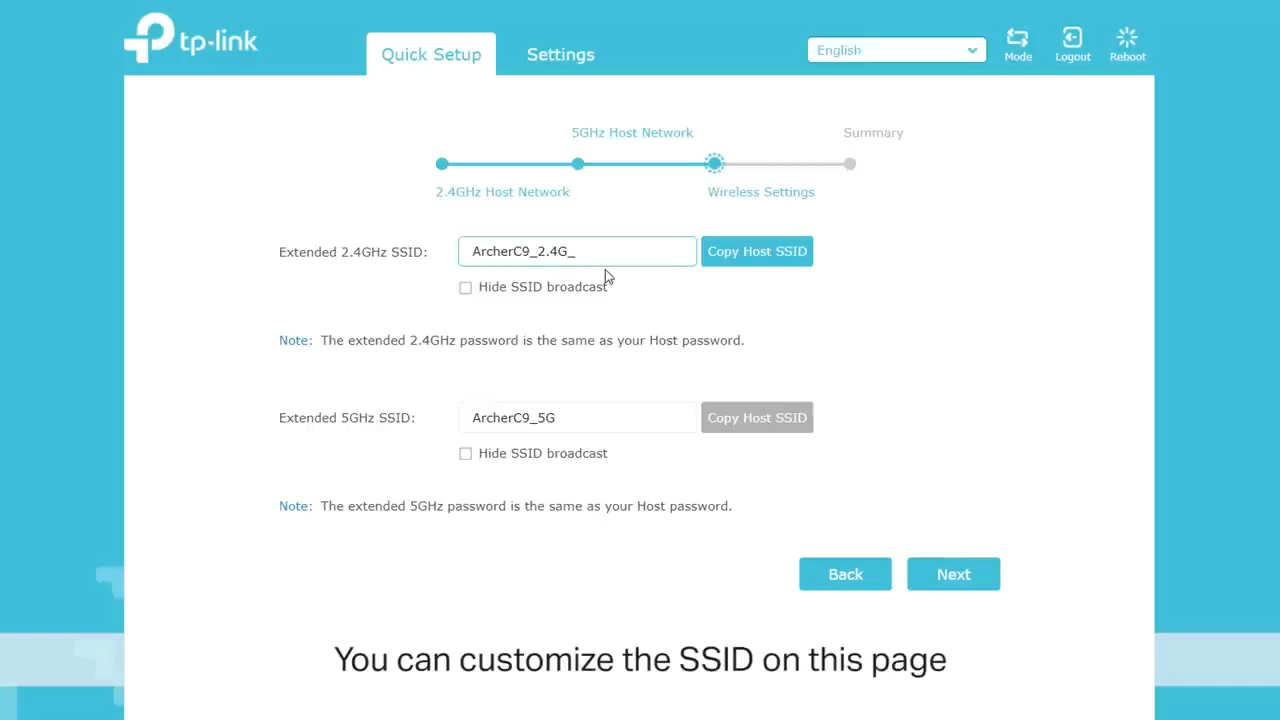 tp-link
Quick Setup
Settings
English
Mode
Logout
Reboot
5GHz Host Network
Summary
2.4GHz Host Network
Wireless Settings
Extended 2.4GHz SSID:
ArcherC9_2.4G_
Copy Host SSID
Hide SSID broadcast
Note: The extended 2.4GHz password is the same as your Host password.
Extended 5GHz SSID:
ArcherC9_5G
Copy Host SSID
Hide SSID broadcast
Note: The extended 5GHz password is the same as your Host password.
Back
Next
You can customize the SSID on this page